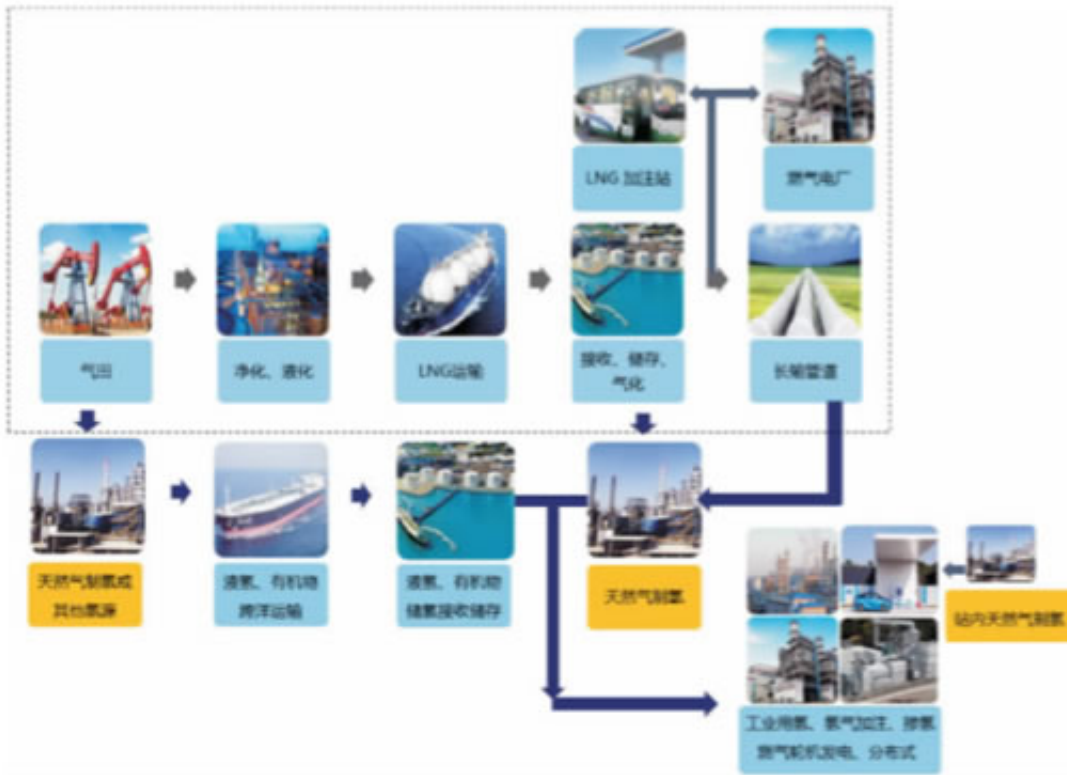 LNG 加注站
燃气电厂
气田
净化、液化
LNG运输
接收、储存、
气化
长输管道
天然气制氢或
其他氢源
液氢、有机物
跨洋运输
液氢、有机物
储氢接收储存
天然气制氢
站内天然气制氢
工业用氢、氢气加注、掺氢
燃气轮机发电、分布式